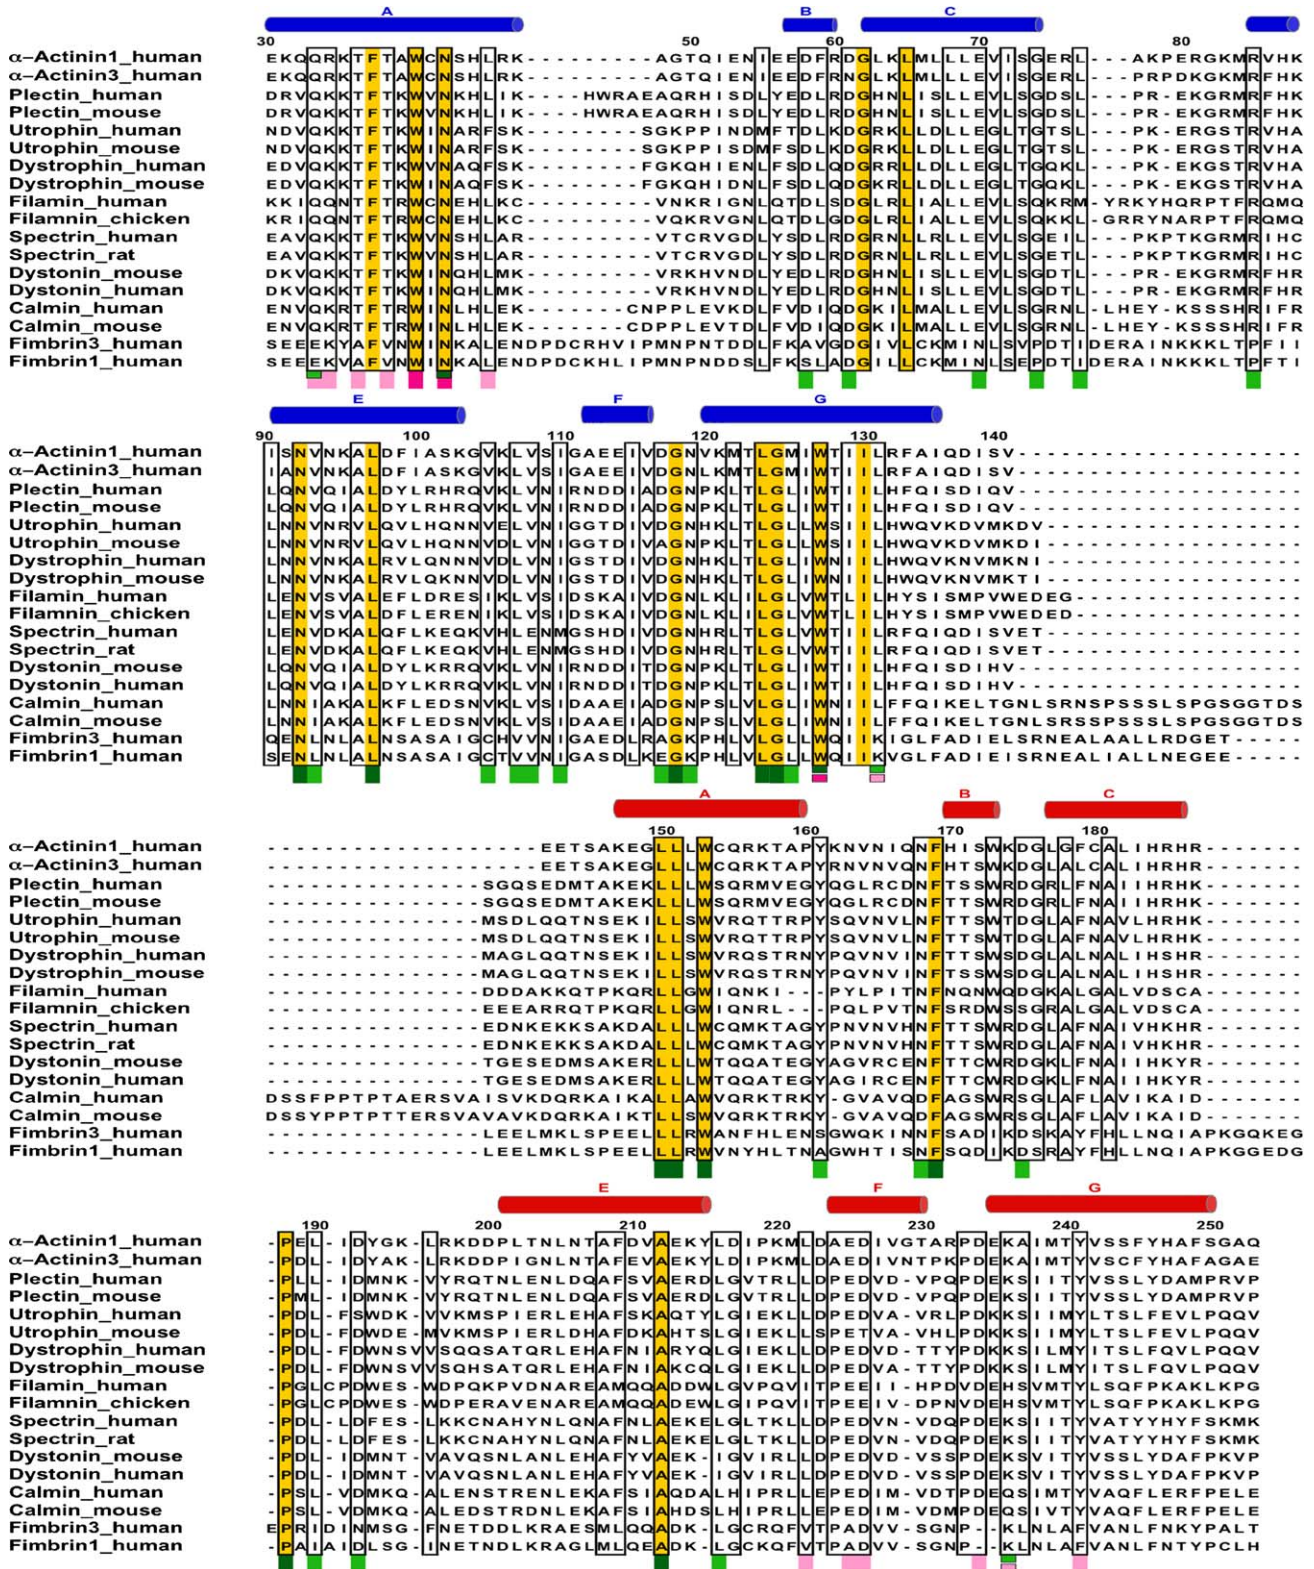 A B C
30 50 60 70 80
α–Actinin1_human EKQQRKTFTAWCNSHLRK---------AGTQIENIEEDFRDGLKLMLLLEVISGERL---AKPERGKMRVHK
α–Actinin3_human EKQQRKTFTAWCNSHLRK---------AGTQIENIEEDFRNGLKLMLLLEVISGERL---PRPDKGKMRFHK
Plectin_human DRVQKKTFTKWVNKHLIK----HWRAEAQRHISDLYEDLRDGHNLISLLEVLSGDSL---PR-EKGRMRFHK
Plectin_mouse DRVQKKTFTKWVNKHLIK----HWRAEAQRHISDLYEDLRDGHNLISLLEVLSGDSL---PR-EKGRMRFHK
Utrophin_human NDVQKKTFTKWINARFSK--------SGKPPINDMFTDLKDGRKLLDLLEGLTGTSL---PK-ERGSTRVHA
Utrophin_mouse NDVQKKTFTKWINARFSK--------SGKPPISDMFSDLKDGRKLLDLLEGLTGTSL---PK-ERGSTRVHA
Dystrophin_human EDVQKKTFTKWVNAQFSK--------FGKQHIENLFSDLQDGRRLLDLLEGLTGQKL---PK-EKGSTRVHA
Dystrophin_mouse EDVQKKTFTKWINAQFSK--------FGKQHIDNLFSDLQDGKRLLDLLEGLTGQKL---PK-EKGSTRVHA
Filamin_human KKIQQNTFTRWCNEHLKC---------VNKRIGNLQTDLSDGLRLIALLEVLSQKRM-YRKYHQRPTFRQMQ
Filamnin_chicken KRIQQNTFTRWCNEHLKC---------VQKRVGNLQTDLGDGLRLIALLEVLSQKKL--GRRYNARPTFRQMQ
Spectrin_human EAVQKKTFTKWVNSHLAR---------VTCRVGDLYSDLRDGRNLLRLLEVLSGEIL---PKPTKGRMRIHC
Spectrin_rat EAVQKKTFTKWVNSHLAR---------VTCRVGDLYSDLRDGRNLLRLLEVLSGETL---PKPTKGRMRIHC
Dystonin_mouse DKVQKKTFTKWINQHLMK---------VRKHVNDLYEDLRDGHNLISLLEVLSGDTL---PR-EKGRMRFHR
Dystonin_human DKVQKKTFTKWINQHLMK---------VRKHVNDLYEDLRDGHNLISLLEVLSGDTL---PR-EKGRMRFHR
Calmin_human ENVQKRTFTRWINLHLEK-------CNPPLEVKDLFVDIQDGKILMALLEVLSGRNL-LHEY-KSSSHRIFR
Calmin_mouse ENVQKRTFTRWINLHLEK-------CDPPLEVTDLFVDIQDGKILMALLEVLSGRNL-LHEY-KSSSHRIFR
Fimbrin3_human SEEEKYAFVNWINKALENDPDCRHVIPMNPNTDDLFKAVGDGIVLCKMINLSVPDTIDERAINKKKLTPFTI
Fimbrin1_human SEEEKVAFVNWINKALENDPDCKHLIPMNPNDDSLFKSLADGILLCKMINLSEPDTIDERAINKKKLTPFTI
E F G
90 100 110 120 130 140
α–Actinin1_human ISNVNKALDFIASKGVKLVSIGAEEIVDGNVKMTLGMIWTIILRFAIQDISV------------------
α–Actinin3_human IANVNKALDFIASKGVKLVSIGAEEIVDGNLKMTLGMIWTIILRFAIQDISV------------------
Plectin_human LQNVQIALDYLRHRQVKLVNIRNDDIADGNPKLTLGLIWTIILHFQISDIQV------------------
Plectin_mouse LQNVQIALDYLRHRQVKLVNIRNDDIADGNPKLTLGLIWTIILHFQISDIQV------------------
Utrophin_human LNNVNRVLQVLHQNNVELVNIGGTDIVDGNHKLTLGLLWSIILHWQVKDVMKDV----------------
Utrophin_mouse LNNVNRVLQVLHQNNVDLVNIGGTDIVAGNPKLTLGLLWSIILHWQVKDVMKDI----------------
Dystrophin_human LNNVNKALRVLQNNNVDLVNIGSTDIVDGNHKLTLGLIWNIILHWQVKNVMKNI----------------
Dystrophin_mouse LNNVNKALRVLQKNNVDLVNIGSTDIVDGNHKLTLGLIWNIILHWQVKNVMKTI----------------
Filamin_human LENVSVALEFLDRESIKLVSIDSKAIVDGNLKLILGLVWTLILHYSISMPVWEDEG--------------
Filamnin_chicken LENVSVALDFLERENIKLVSIDSKAIVDGNLKLILGLVWTLILHYSISMPVWEDED--------------
Spectrin_human LENVDKALQFLKEQKVHLENMGSHDIVDGNHRLTLGLVWTIILRFQIQDISVET----------------
Spectrin_rat LENVDKALQFLKEQKVHLENMGSHDIVDGNHRLTLGLVWTIILRFQIQDISVET----------------
Dystonin_mouse LQNVQIALDYLKRRQVKLVNIRNDDITDGNPKLTLGLIWTIILHFQISDIHV------------------
Dystonin_human LQNVQIALDYLKRRQVKLVNIRNDDITDGNPKLTLGLIWTIILHFQISDIHV------------------
Calmin_human LNNIAKALKFLEDSNVKLVSIDAAEIADGNPSLVLGLIWNIILFFQIKELTGNLSRNSPSSSLSPGSGGTDS
Calmin_mouse LNNIAKALKFLEDSNVKLVSIDAAEIADGNPSLVLGLIWNIILFFQIKELTGNLSRSSPSSSLSPGSGGTDS
Fimbrin3_human QENLNLALNSASAIGCHVVNIGAEDLRAGKPHLVLGLLWQIIKIGLFADIELSRNEALAALLRDGET-----
Fimbrin1_human SENLNLALNSASAIGCTVVNIGASDLKEGKPHLVLGLLWQIIKVGLFADIEISRNEALIALLNEGEE-----
A B C
150 160 170 180
α–Actinin1_human -------------------EETSAKEGLLLWCQRKTAPYKNVNIQNFHISWKDGLGFCALIHRHR-------
α–Actinin3_human -------------------EETSAKEGLLLWCQRKTAPYRNVNVQNFHTSWKDGLALCALIHRHR-------
Plectin_human ---------------SGQSEDMTAKEKLLLWSQRMVEGYQGLRCDNFTSSWRDGRLFNAIIHRHK-------
Plectin_mouse ---------------SGQSEDMTAKEKLLLWSQRMVEGYQGLRCDNFTTSWRDGRLFNAIIHRHK-------
Utrophin_human ---------------MSDLQQTNSEKILLSWVRQTTRPYSQVNVLNFTTSWTDGLAFNAVLHRHK-------
Utrophin_mouse ---------------MSDLQQTNSEKILLSWVRQTTRPYSQVNVLNFTTSWTDGLAFNAVLHRHK-------
Dystrophin_human ---------------MAGLQQTNSEKILLSWVRQSTRNYPQVNVINFTTSWSDGLALNALIHSHR-------
Dystrophin_mouse ---------------MAGLQQTNSEKILLSWVRQSTRNYPQVNVINFTSSWSDGLALNALIHSHR-------
Filamin_human ---------------DDDAKKQTPKQRLLGWIQNKI--PYLPITNFNQNWQDGKALGALVDSCA-------
Filamnin_chicken ---------------EEEARRQTPKQRLLGWIQNRL--PQLPVTNFSRDWSSGRALGALVDSCA-------
Spectrin_human ---------------EDNKEKKSAKDALLLWCQMKTAGYPNVNVHNFTTSWRDGLAFNAIVHKHR-------
Spectrin_rat ---------------EDNKEKKSAKDALLLWCQMKTAGYPNVNVHNFTTSWRDGLAFNAIVHKHR-------
Dystonin_mouse ---------------TGESEDMSAKERLLLWTQQATEGYAGVRCENFTTCWRDGKLFNAIIHKYR-------
Dystonin_human ---------------TGESEDMSAKERLLLWTQQATEGYAGIRCENFTTCWRDGKLFNAIIHKYR-------
Calmin_human DSSFPPTPTAERSVAISVKDQRKAIKALLAWVQRKTRKY-GVAVQDFAGSWRSGLAFLAVIKAID-------
Calmin_mouse DSSYPPTPTTERSVAVAVKDQRKAIKTLLSWVQRKTRKY-GVAVQDFAGSWRSGLAFLAVIKAID-------
Fimbrin3_human ---------------LEELMKLSPEELLLRWANFHLENSGWQKINNFSADIKDSKAYFHLLNQIAPKGQKEG
Fimbrin1_human ---------------LEELMKLSPEELLLRWVNYHLTNAGWHTISNFSQDIKDSRAYFHLLNQIAPKGGEDG
E F G
190 200 210 220 230 240 250
α–Actinin1_human -PEL-IDYGK-LRKDDPLTNLNTAFDVAEKYLDIPKMLDAEDIVGTARPDEKAIMTYVSSFYHAFSGAQ
α–Actinin3_human -PDL-IDYAK-LRKDDPIGNLNTAFEVAEKYLDIPKMLDAEDIVNTPKPDEKAIMTYVSCFYHAFAGAE
Plectin_human -PLL-IDMNK-VYRQTNLENLDQAFSVAERDLGVTRLLDPEDVD-VPQPDEKSIITYVSSLYDAMPRVP
Plectin_mouse -PML-IDMNK-VYRQTNLENLDQAFSVAERDLGVTRLLDPEDVD-VPQPDEKSIITYVSSLYDAMPRVP
Utrophin_human -PDL-FSWDK-VVKMSPIERLEHAFSKAQTYLGIEKLLDPEDVA-VRLPDKKSIIMYLTSLFEVLPQQV
Utrophin_mouse -PDL-FSWDE-MVKMSPIERLDHAFDKAHTSLGIEKLLSPETVA-VHLPDKKSIIMYLTSLFEVLPQQV
Dystrophin_human -PDL-FDWNSVVSQQSATQRLEHAFNIARYQLGIEKLLDPEDVD-TTYPDKKSILMYITSLFQVLPQQV
Dystrophin_mouse -PDL-FDWNSVVSQHSATQRLEHAFNIAKCQLGIEKLLDPEDVA-TTYPDKKSILMYITSLFQVLPQQV
Filamin_human -PGLCPDWES-WDPQKPVDNAREAMQQADDWLGVPQVITPEEII-HPDVDEHSVMTYLSQFPKAKLKPG
Filamnin_chicken -PGLCPDWES-WDPERAVENAREAMQQADEWLGIPQVITPEEIV-DPNVDEHSVMTYLSQFPKAKLKPG
Spectrin_human -PDL-LDFES-LKKCNAHYNLQNAFNLAEKELGLTKLLDPEDVN-VDQPDEKSIITYVATYYHYFSKMK
Spectrin_rat -PDL-LDFES-LKKCNAHYNLQNAFNLAEKELGLTKLLDPEDVN-VDQPDEKSIITYVATYYHYFSKMK
Dystonin_mouse -PDL-IDMNT-VAVQSNLANLEHAFYVAEK-IGVIRLLDPEDVD-VSSPDEKSVITYVSSLYDAFPKVP
Dystonin_human -PDL-IDMNT-VAVQSNLANLEHAFYVAEK-IGVIRLLDPEDVD-VSSPDEKSVITYVSSLYDAFPKVP
Calmin_human -PSL-VDMKQ-ALENSTRENLEKAFSIAQDALHIPRLLEPEDIM-VDTPDEQSIMTYVAQFLERFPELE
Calmin_mouse -PSL-VDMKQ-ALEDSTRDNLEKAFSIAHDSLHIPRLLEPEDIM-VDMPDEQSIVTYVAQFLERFPELE
Fimbrin3_human EPRIDINMSG-FNETDDLKRAESMLQQADK-LGCRQFVTPADVV-SGNP--KLNLAFVANLFNKYPALT
Fimbrin1_human -PAIAIDLSG-INETNDLKRAGLMLQEADK-LGCKQFVTPADVV-SGNP-KLNLAFVANLFNTYPCLH